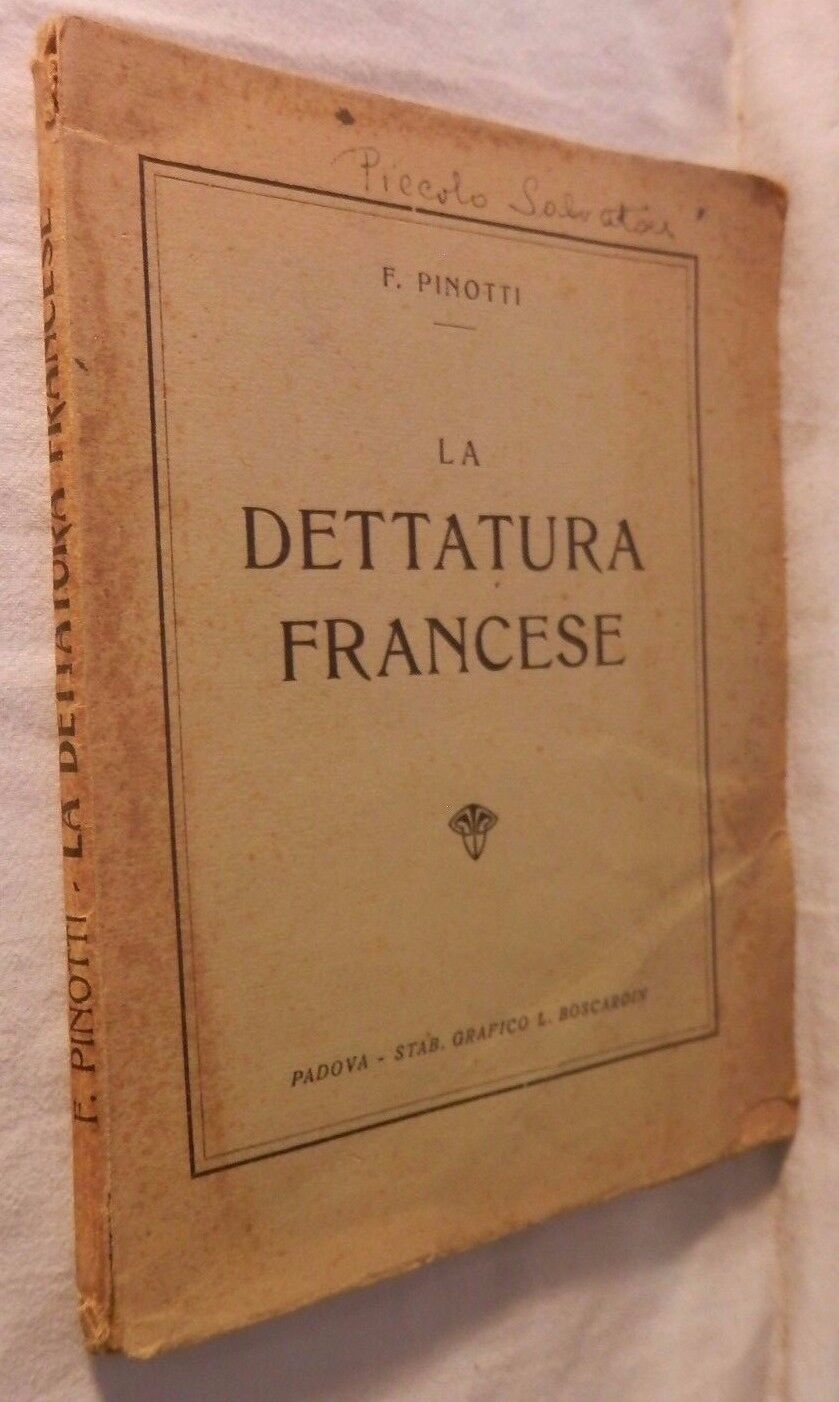 Piccolo Salvatore
F. PINOTTI
LA
DETTATURA
FRANCESE
PADOVA - STAB. GRAFICO L. BOSCARDIN
F. PINOTTI - LA DETTATURA FRANCESE